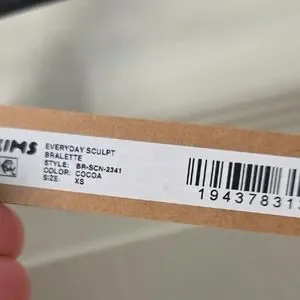 KIMS
EVERYDAY SCULPT
BRALETTE
STYLE: BR-SCN-2341
COLOR: COCOA
SIZE: XS
19437831